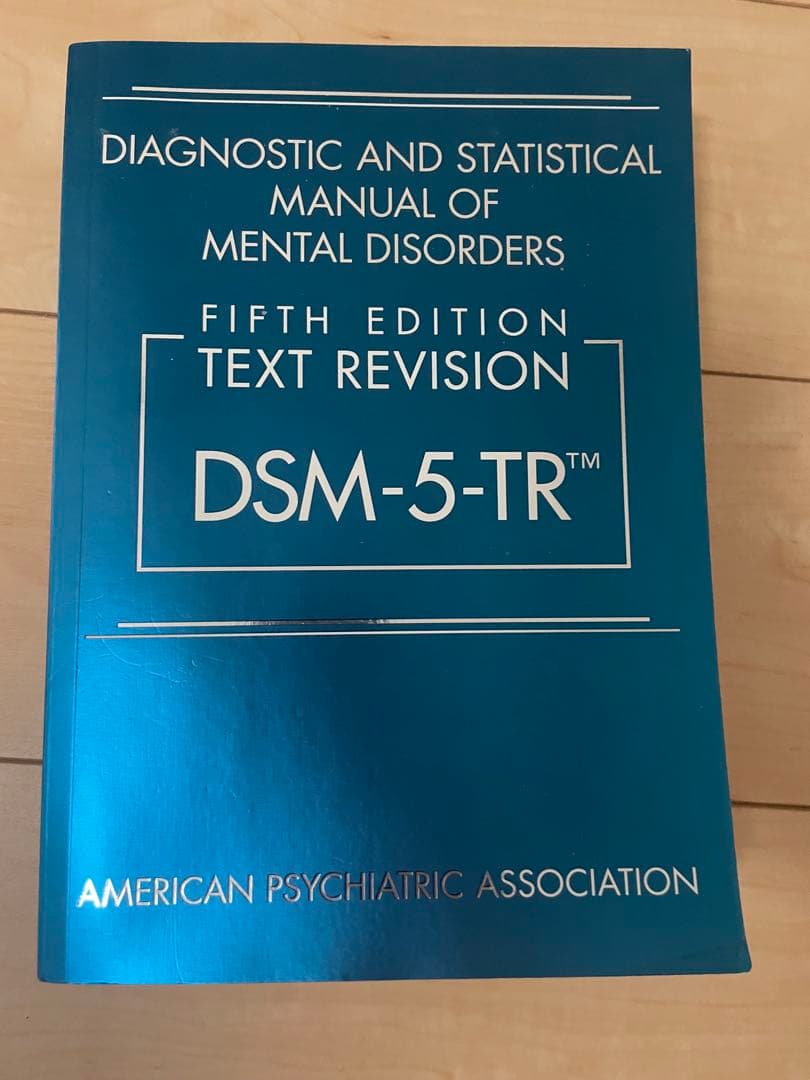 DIAGNOSTIC AND STATISTICAL
MANUAL OF
MENTAL DISORDERS
FIFTH EDITION
TEXT REVISION
DSM-5-TR™
AMERICAN PSYCHIATRIC ASSOCIATION